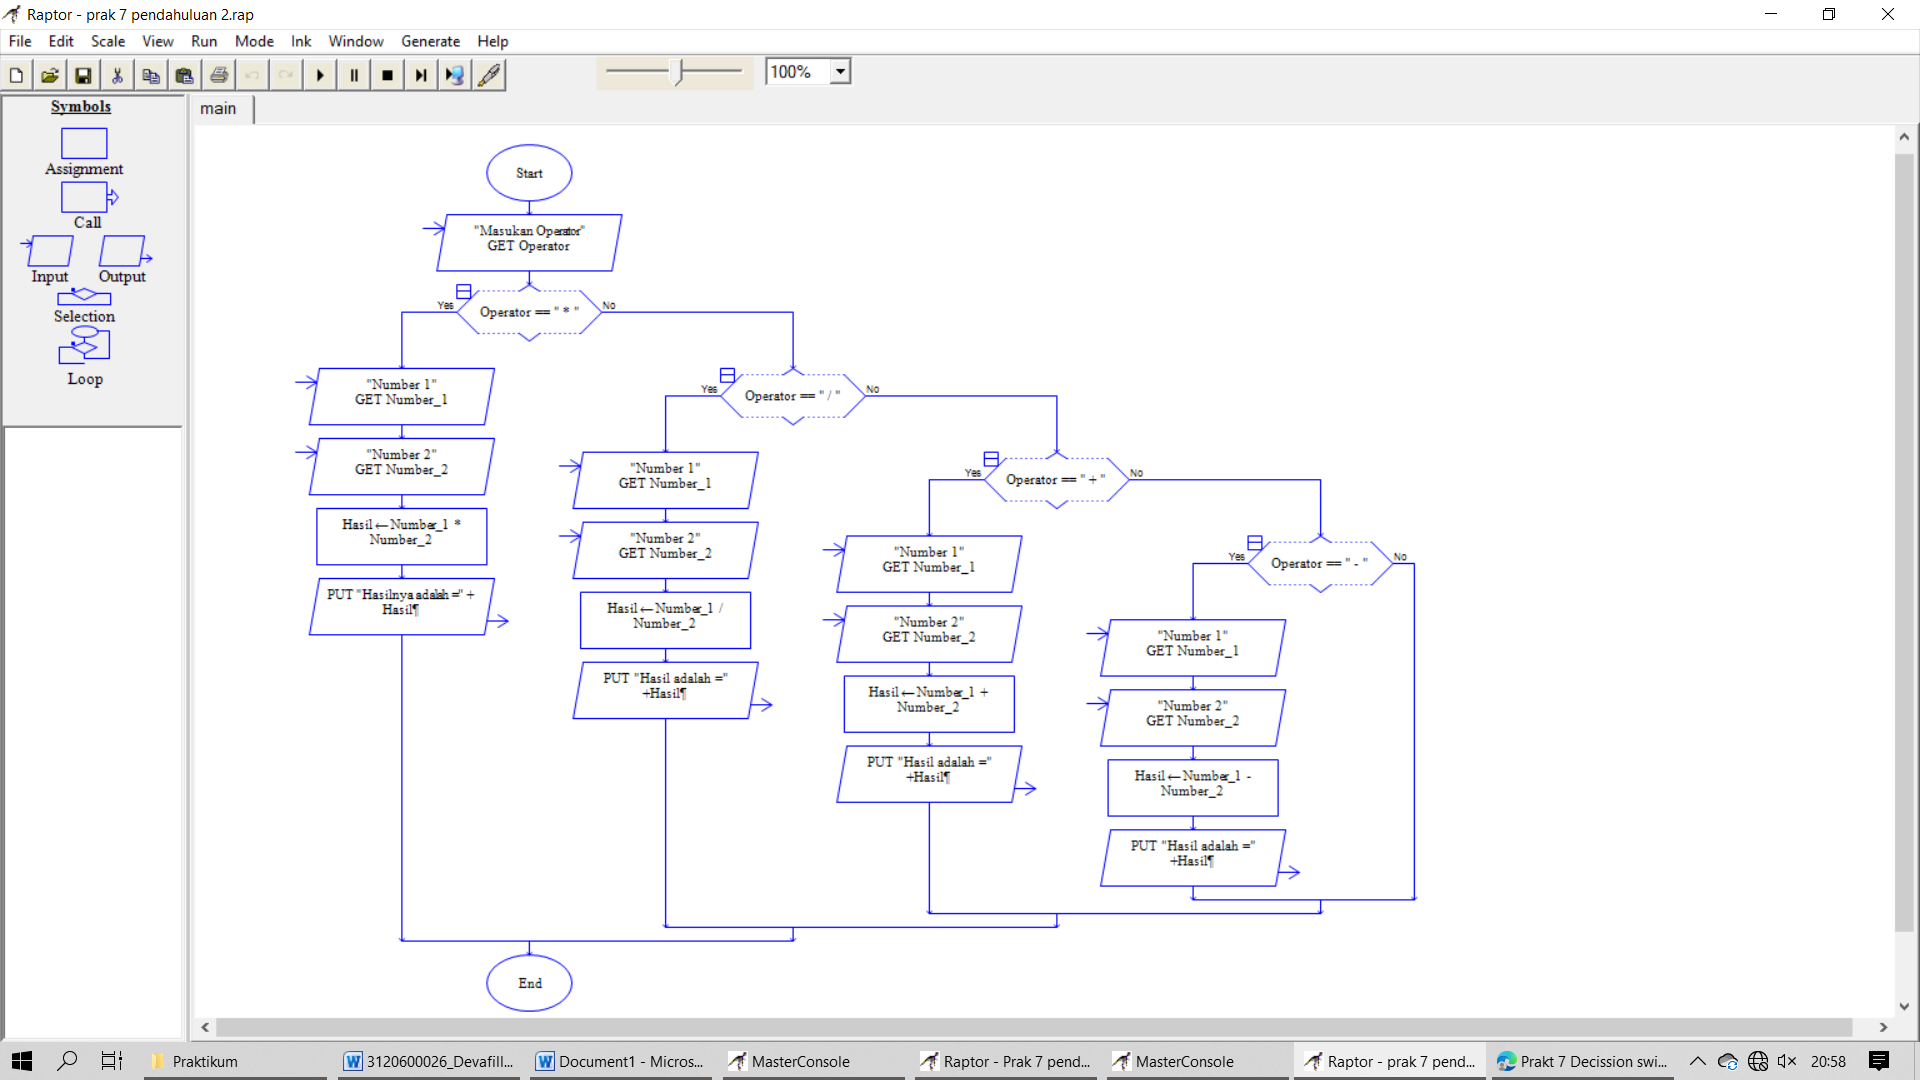 Raptor - prak 7 pendahuluan 2.rap
File Edit Scale View Run Mode Ink Window Generate Help
100%
Symbols
Assignment
Call
Input Output
Selection
Loop
main
Start
"Masukan Operator"
GET Operator
Yes
Operator == " * "
No
"Number 1"
GET Number_1
"Number 2"
GET Number_2
Hasil ← Number_1 *
Number_2
PUT "Hasilnya adalah =" +
Hasil¶
Yes
Operator == " / "
No
"Number 1"
GET Number_1
"Number 2"
GET Number_2
Hasil ← Number_1 /
Number_2
PUT "Hasil adalah ="
+Hasil¶
Yes
Operator == " + "
No
"Number 1"
GET Number_1
"Number 2"
GET Number_2
Hasil ← Number_1 +
Number_2
PUT "Hasil adalah ="
+Hasil¶
Yes
Operator == " - "
No
"Number 1"
GET Number_1
"Number 2"
GET Number_2
Hasil ← Number_1 -
Number_2
PUT "Hasil adalah ="
+Hasil¶
End
Praktikum
3120600026_Devafill...
Document1 - Micros...
MasterConsole
Raptor - Prak 7 pend...
MasterConsole
Raptor - prak 7 pend...
Prakt 7 Decission swi...
20:58